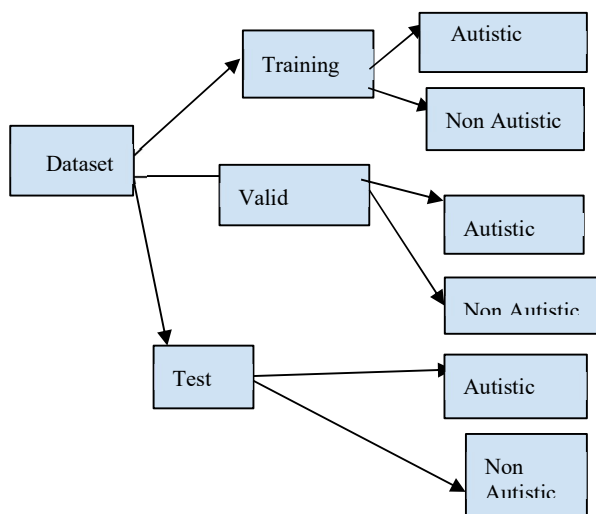 Autistic
Training
Non Autistic
Dataset
Valid
Autistic
Non Autistic
Test
Autistic
Non
Autistic